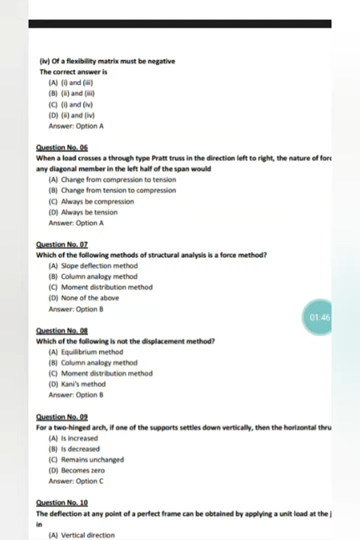 (iv) Of a flexibility matrix must be negative
The correct answer is
(A) (i) and (iii)
(B) (ii) and (iii)
(C) (i) and (iv)
(D) (ii) and (iv)
Answer: Option A
Question No. 06
When a load crosses a through type Pratt truss in the direction left to right, the nature of forc
any diagonal member in the left half of the span would
(A) Change from compression to tension
(B) Change from tension to compression
(C) Always be compression
(D) Always be tension
Answer: Option A
Question No. 07
Which of the following methods of structural analysis is a force method?
(A) Slope deflection method
(B) Column analogy method
(C) Moment distribution method
(D) None of the above
Answer: Option B
01:46
Question No. 08
Which of the following is not the displacement method?
(A) Equilibrium method
(B) Column analogy method
(C) Moment distribution method
(D) Kani's method
Answer: Option B
Question No. 09
For a two-hinged arch, if one of the supports settles down vertically, then the horizontal thru
(A) Is increased
(B) Is decreased
(C) Remains unchanged
(D) Becomes zero
Answer: Option C
Question No. 10
The deflection at any point of a perfect frame can be obtained by applying a unit load at the j
in
(A) Vertical direction